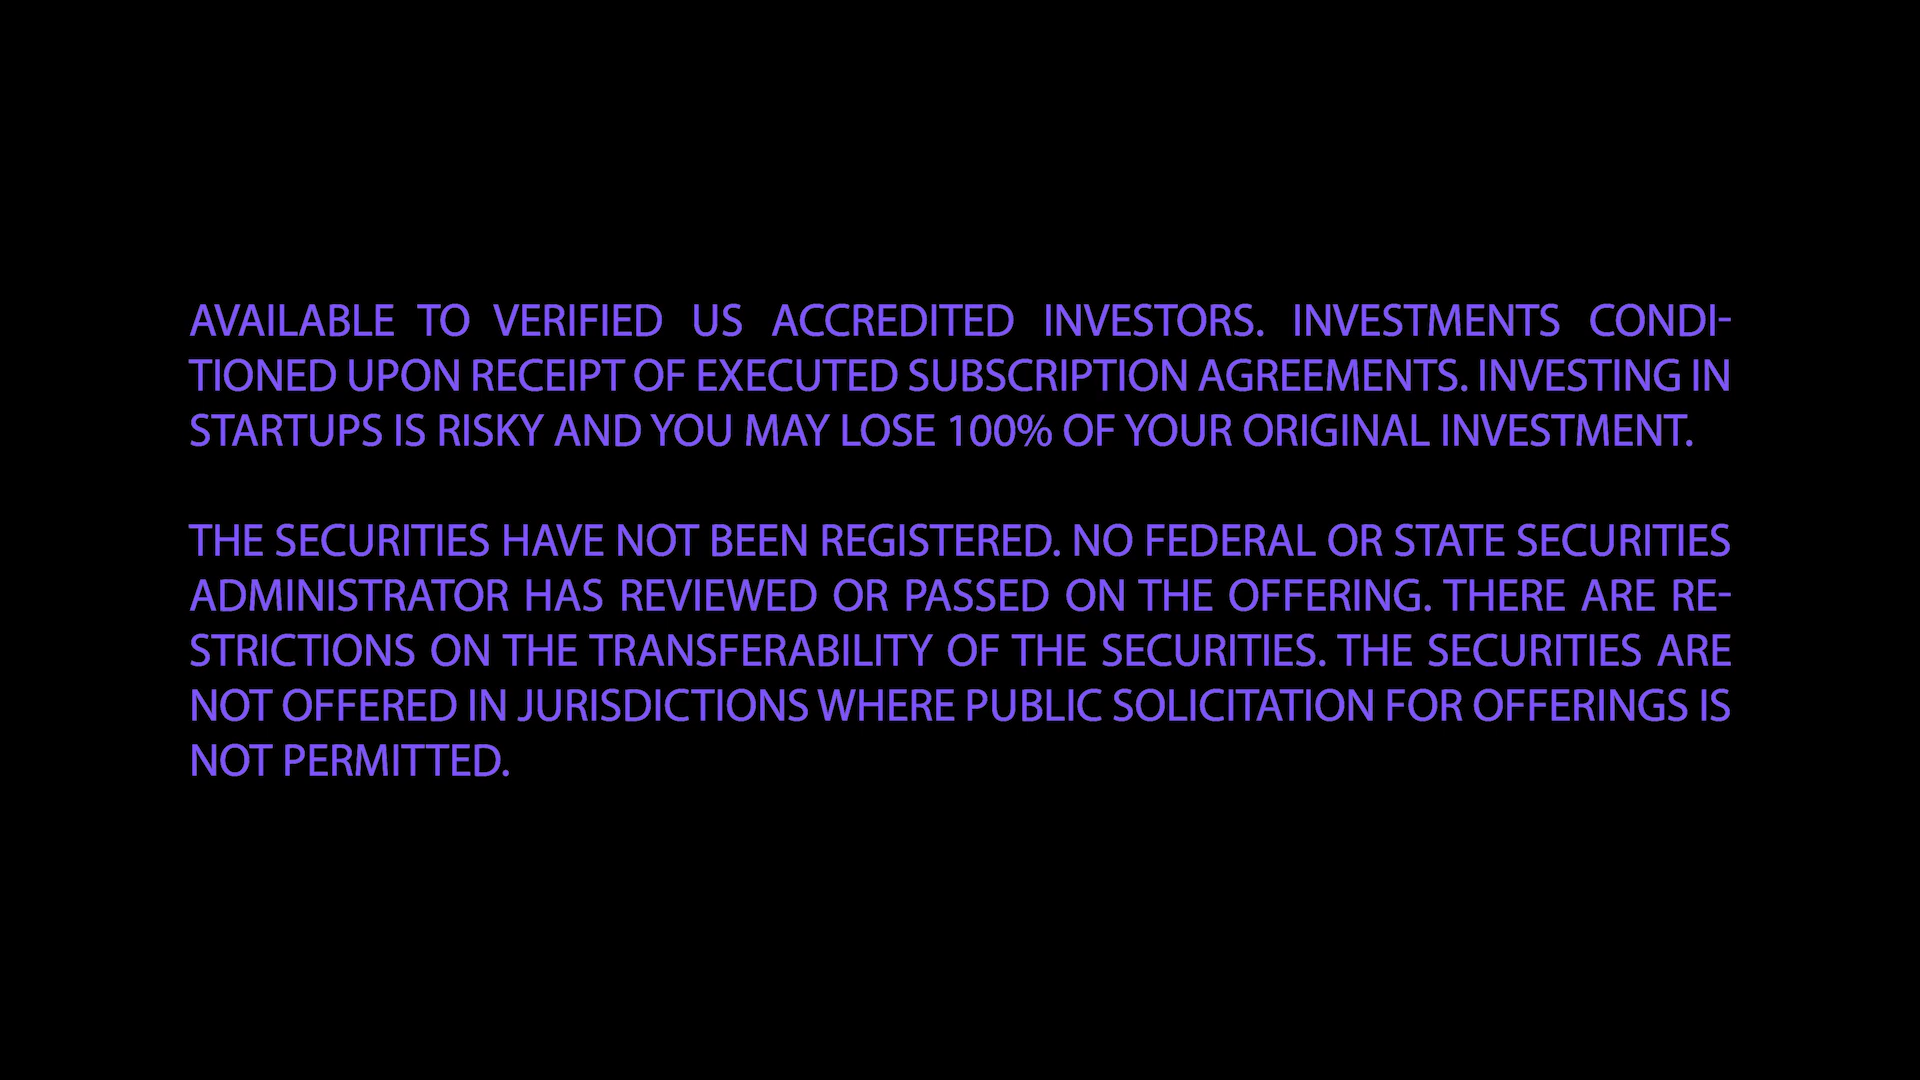 AVAILABLE TO VERIFIED US ACCREDITED INVESTORS. INVESTMENTS CONDI-
TIONED UPON RECEIPT OF EXECUTED SUBSCRIPTION AGREEMENTS. INVESTING IN
STARTUPS IS RISKY AND YOU MAY LOSE 100% OF YOUR ORIGINAL INVESTMENT.
THE SECURITIES HAVE NOT BEEN REGISTERED. NO FEDERAL OR STATE SECURITIES
ADMINISTRATOR HAS REVIEWED OR PASSED ON THE OFFERING. THERE ARE RE-
STRICTIONS ON THE TRANSFERABILITY OF THE SECURITIES. THE SECURITIES ARE
NOT OFFERED IN JURISDICTIONS WHERE PUBLIC SOLICITATION FOR OFFERINGS IS
NOT PERMITTED.